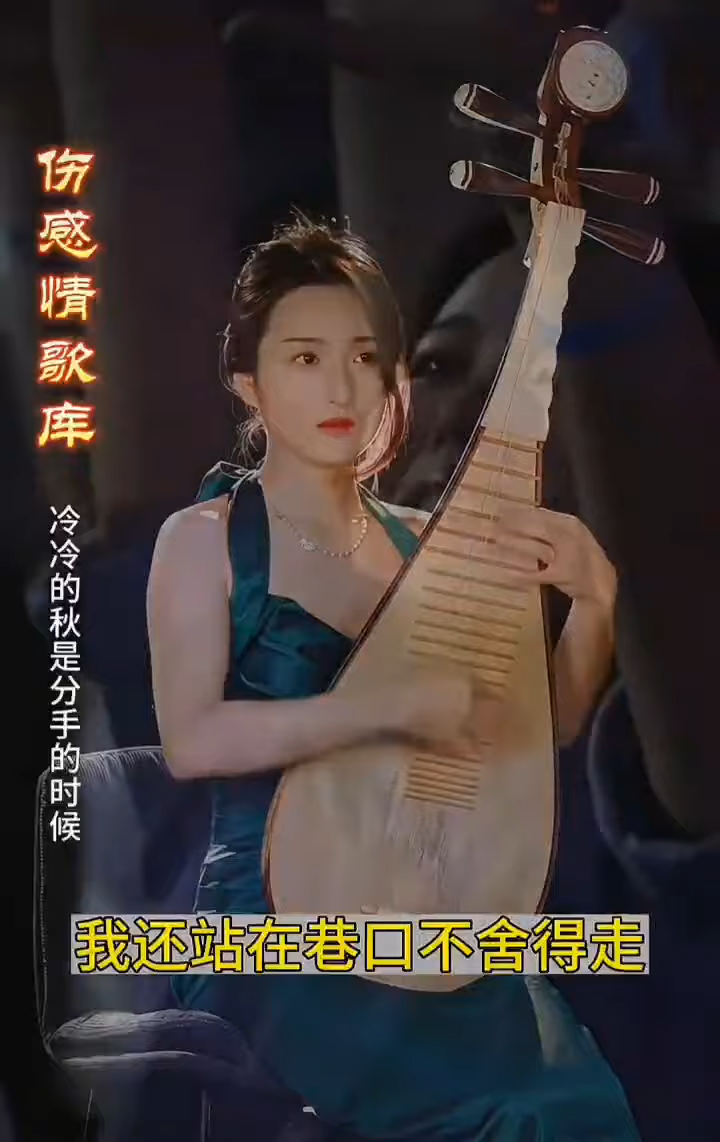 伤感情歌库
冷冷的秋是分手的时候
我还站在巷口不舍得走